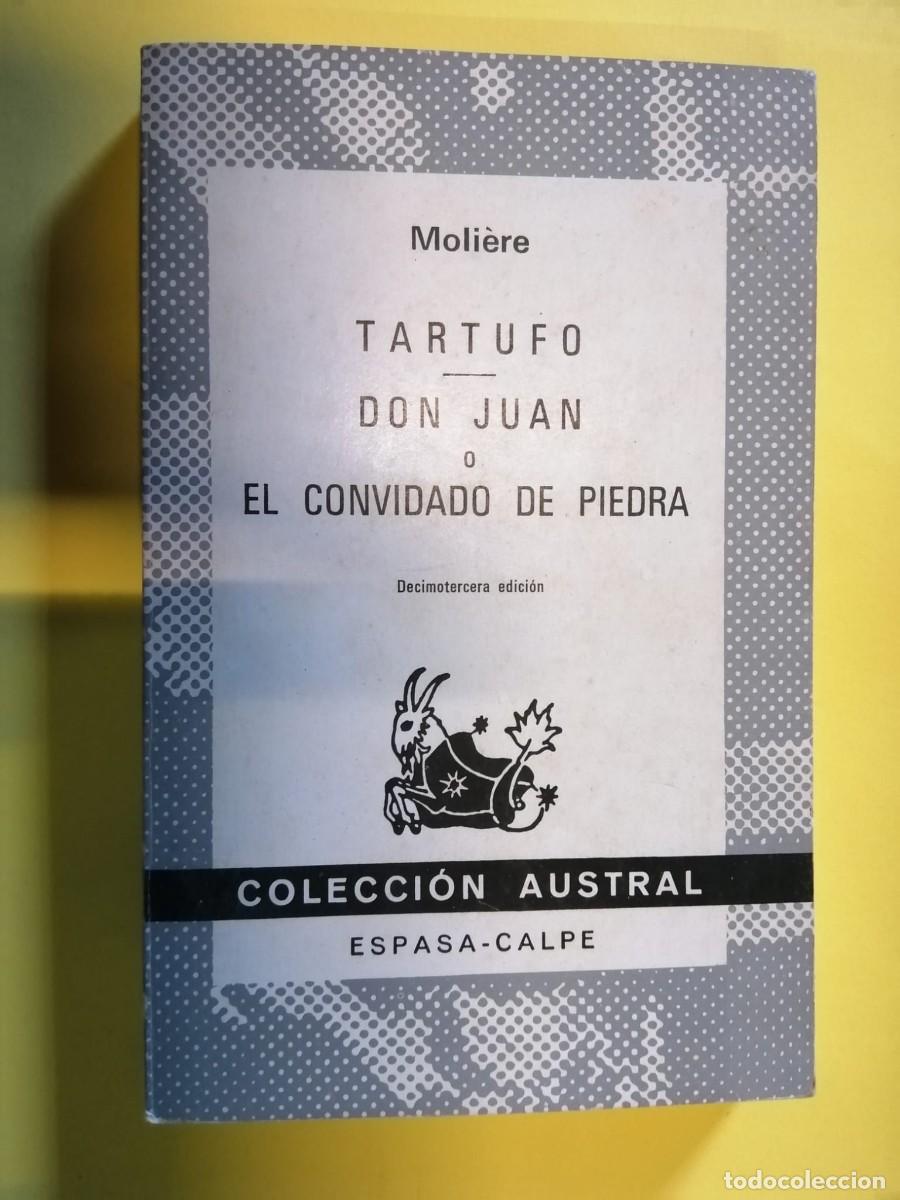 Molière
TARTUFO
DON JUAN
o
EL CONVIDADO DE PIEDRA
Decimotercera edición
COLECCIÓN AUSTRAL
ESPASA-CALPE
todocoleccion